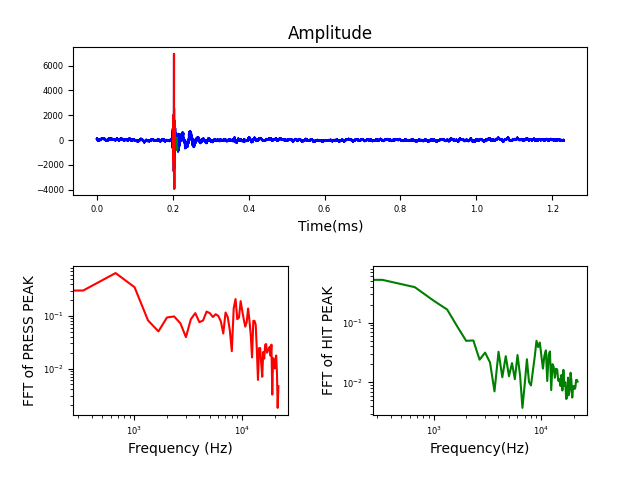 Amplitude
6000
4000
2000
0
−2000
−4000
0.0 0.2 0.4 0.6 0.8 1.0 1.2
Time(ms)
FFT of PRESS PEAK
10⁻¹
10⁻²
10³ 10⁴
Frequency (Hz)
FFT of HIT PEAK
10⁻¹
10⁻²
10³ 10⁴
Frequency(Hz)